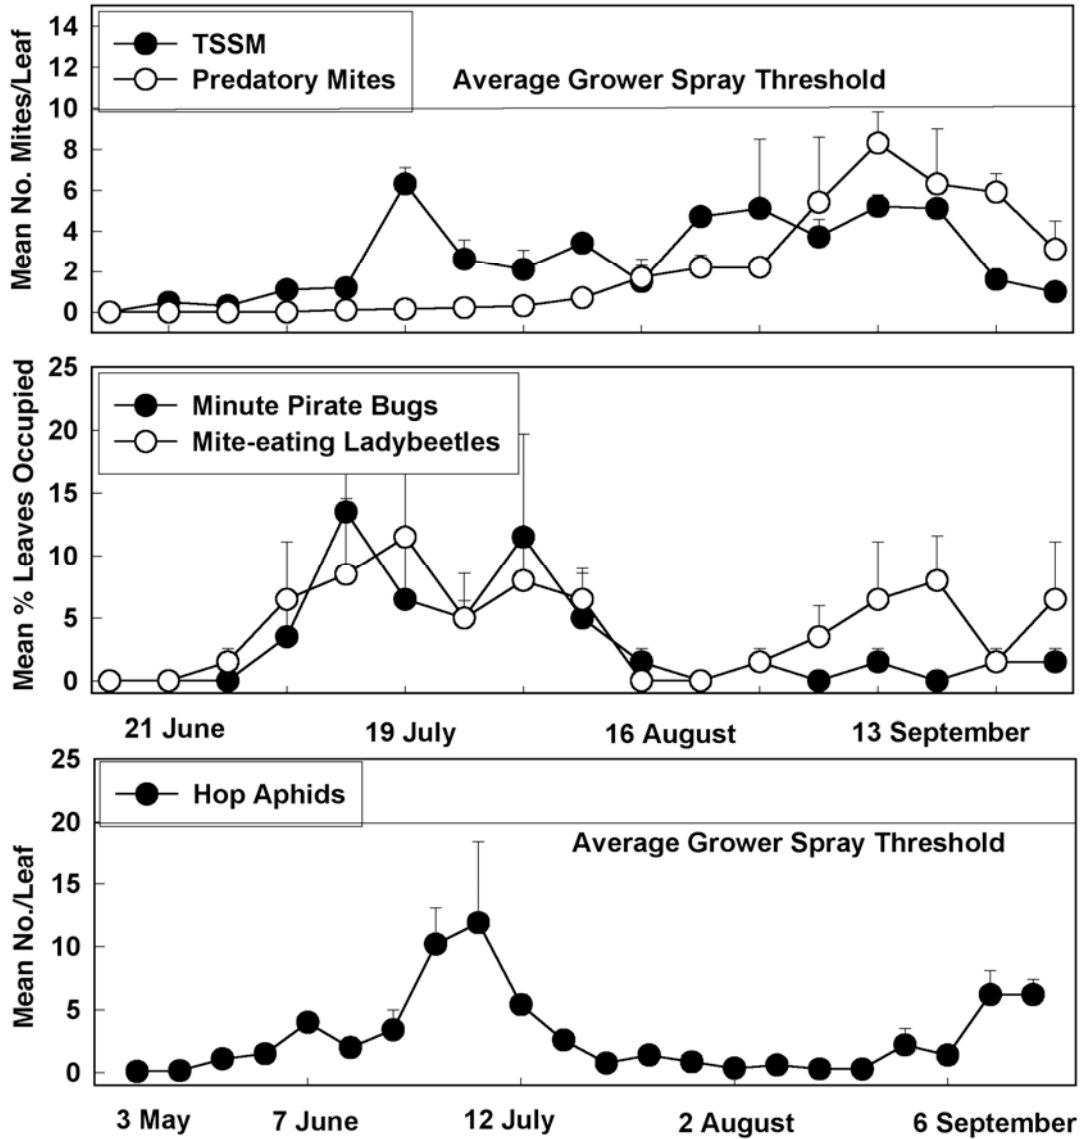 Mean No. Mites/Leaf
14
12
10
8
6
4
2
0
TSSM
Predatory Mites
Average Grower Spray Threshold
Mean % Leaves Occupied
25
20
15
10
5
0
Minute Pirate Bugs
Mite-eating Ladybeetles
21 June 19 July 16 August 13 September
Mean No./Leaf
25
20
15
10
5
0
Hop Aphids
Average Grower Spray Threshold
3 May 7 June 12 July 2 August 6 September